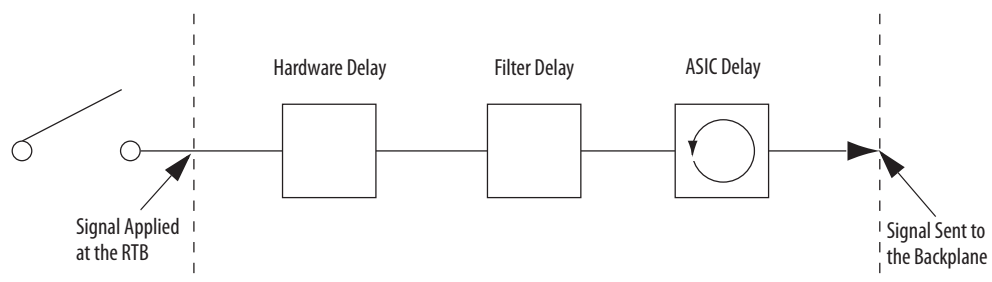 Hardware Delay
Filter Delay
ASIC Delay
Signal Applied
at the RTB
Signal Sent to
the Backplane